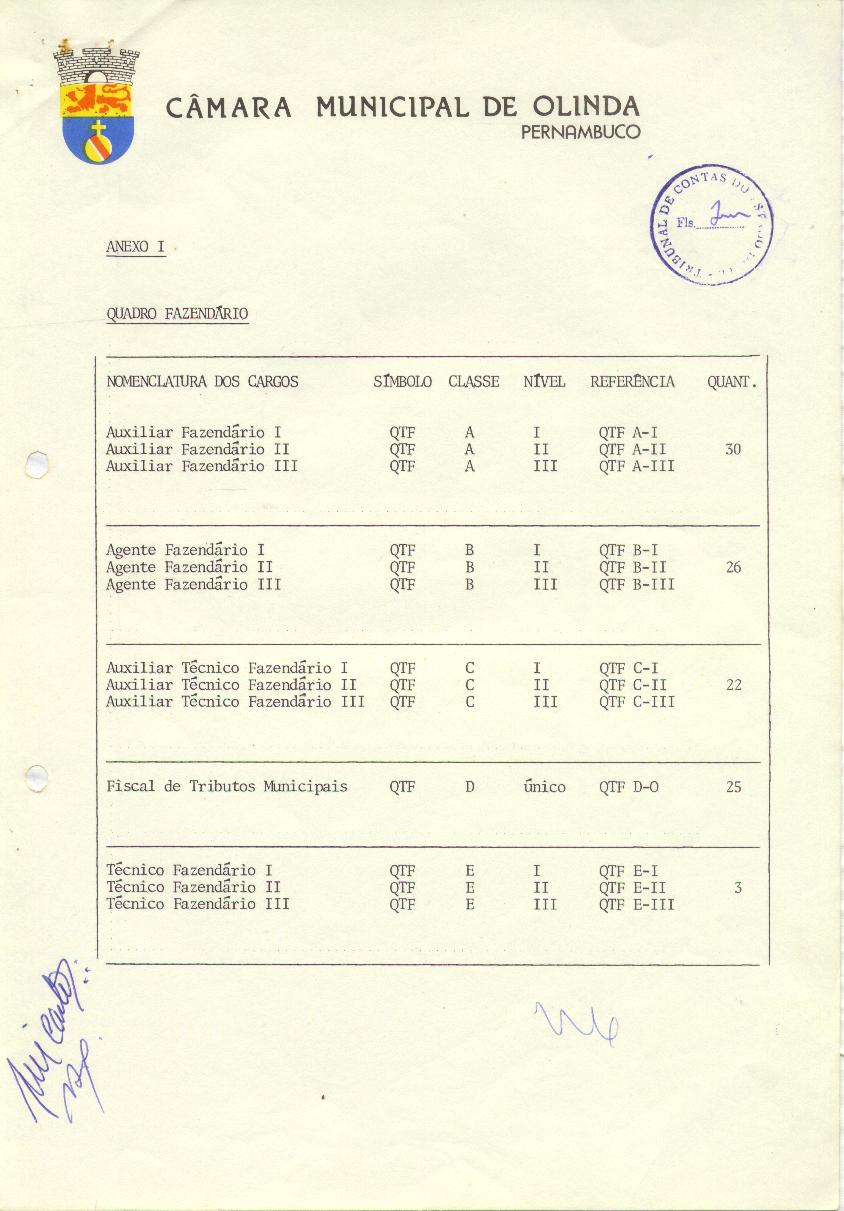 CÂMARA MUNICIPAL DE OLINDA
PERNAMBUCO
TRIBUNAL DE CONTAS DO
Fls.
ANEXO I
QUADRO FAZENDÁRIO
NOMENCLATURA DOS CARGOS SÍMBOLO CLASSE NÍVEL REFERÊNCIA QUANT.
Auxiliar Fazendário I QTF A I QTF A-I
Auxiliar Fazendário II QTF A II QTF A-II 30
Auxiliar Fazendário III QTF A III QTF A-III
Agente Fazendário I QTF B I QTF B-I
Agente Fazendário II QTF B II QTF B-II 26
Agente Fazendário III QTF B III QTF B-III
Auxiliar Técnico Fazendário I QTF C I QTF C-I
Auxiliar Técnico Fazendário II QTF C II QTF C-II 22
Auxiliar Técnico Fazendário III QTF C III QTF C-III
Fiscal de Tributos Municipais QTF D único QTF D-O 25
Técnico Fazendário I QTF E I QTF E-I
Técnico Fazendário II QTF E II QTF E-II 3
Técnico Fazendário III QTF E III QTF E-III